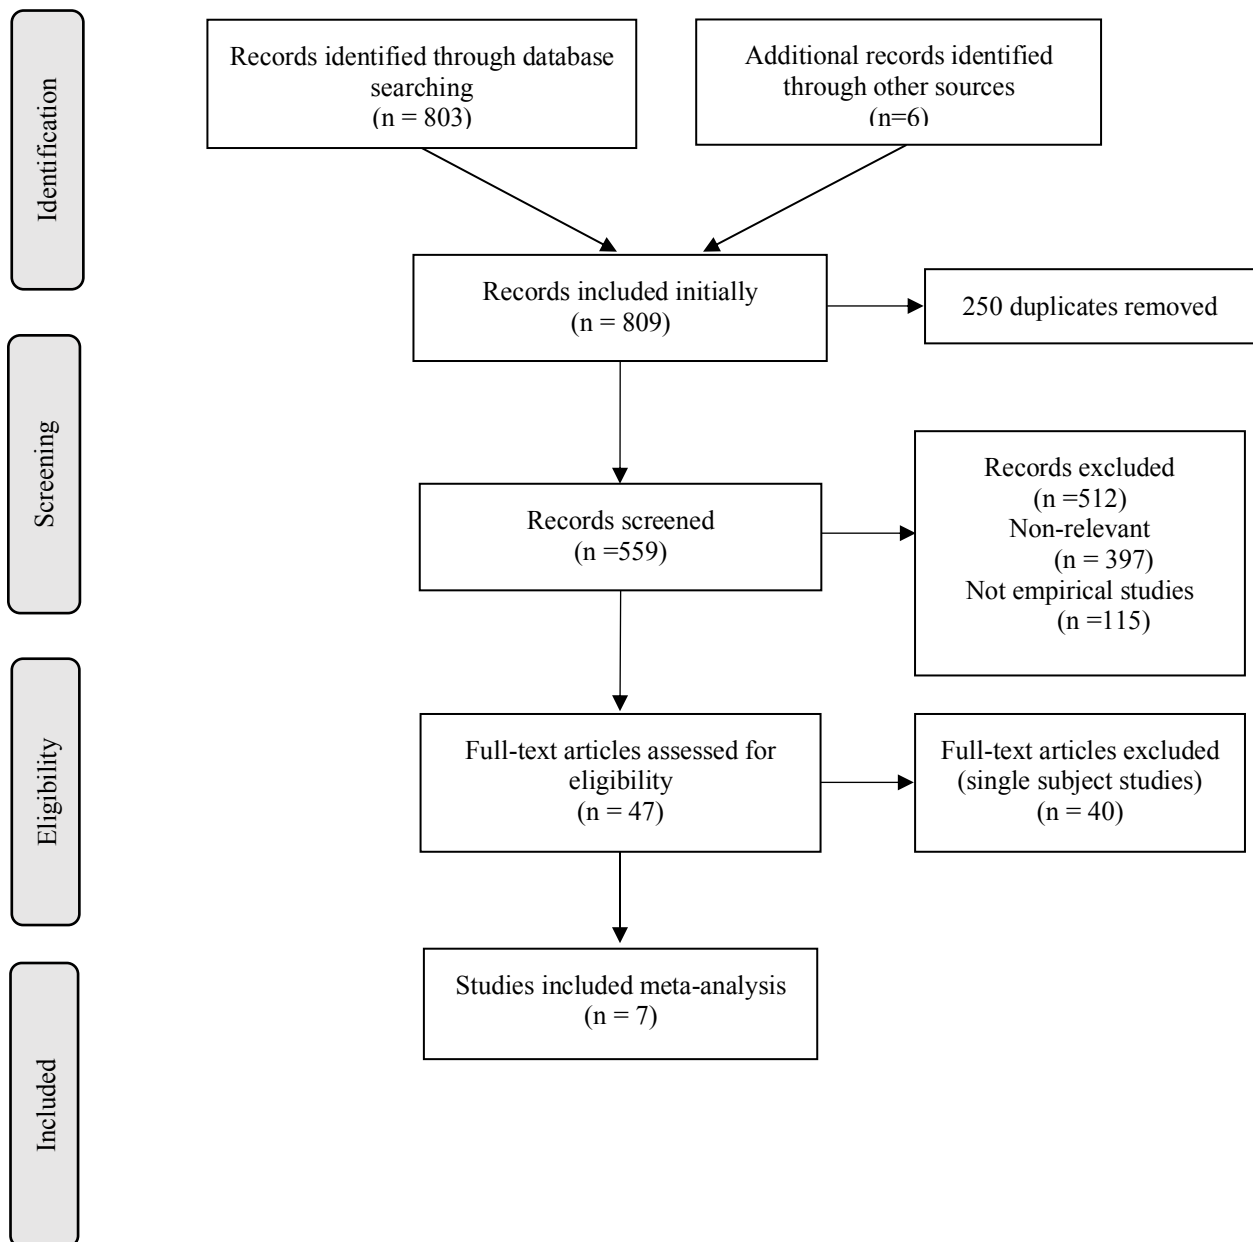 Identification
Records identified through database
searching
(n = 803)
Additional records identified
through other sources
(n=6)
Records included initially
(n = 809)
250 duplicates removed
Screening
Records screened
(n =559)
Records excluded
(n =512)
Non-relevant
(n = 397)
Not empirical studies
(n =115)
Eligibility
Full-text articles assessed for
eligibility
(n = 47)
Full-text articles excluded
(single subject studies)
(n = 40)
Included
Studies included meta-analysis
(n = 7)